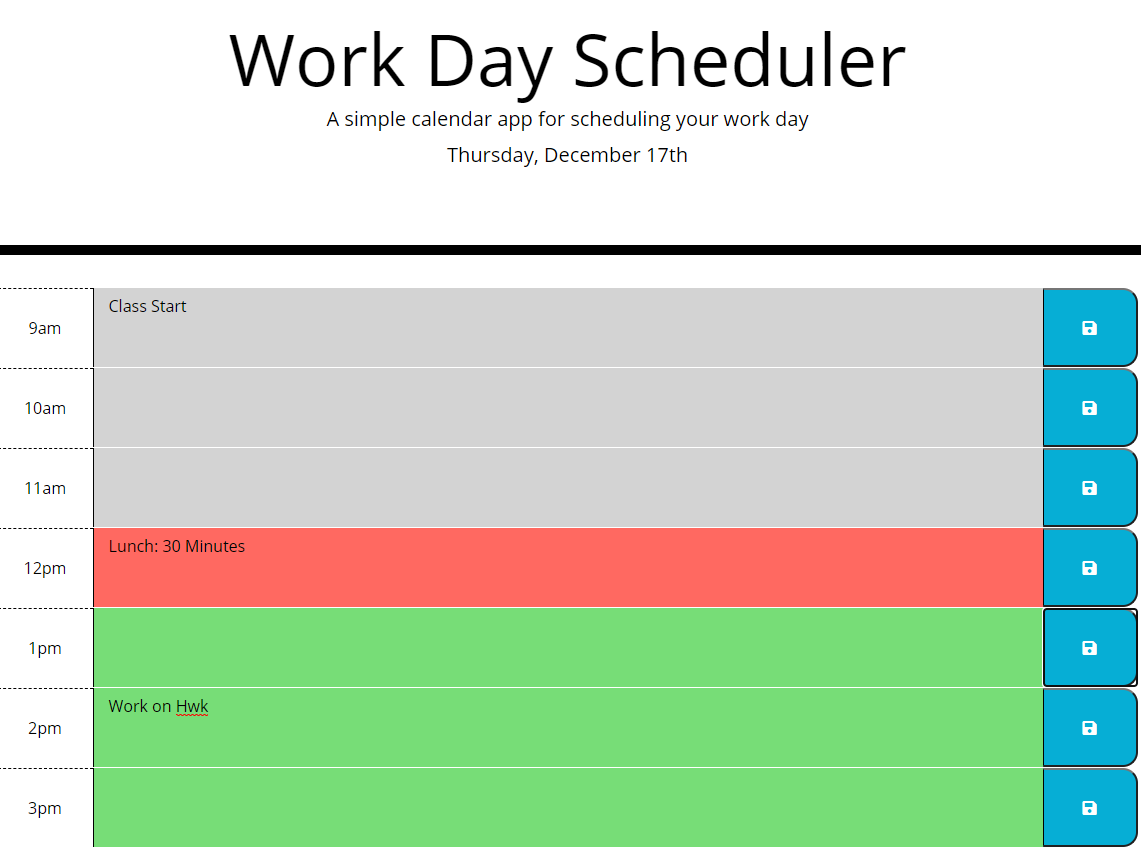 Work Day Scheduler
A simple calendar app for scheduling your work day
Thursday, December 17th
9am
Class Start
10am
11am
12pm
Lunch: 30 Minutes
1pm
2pm
Work on Hwk
3pm